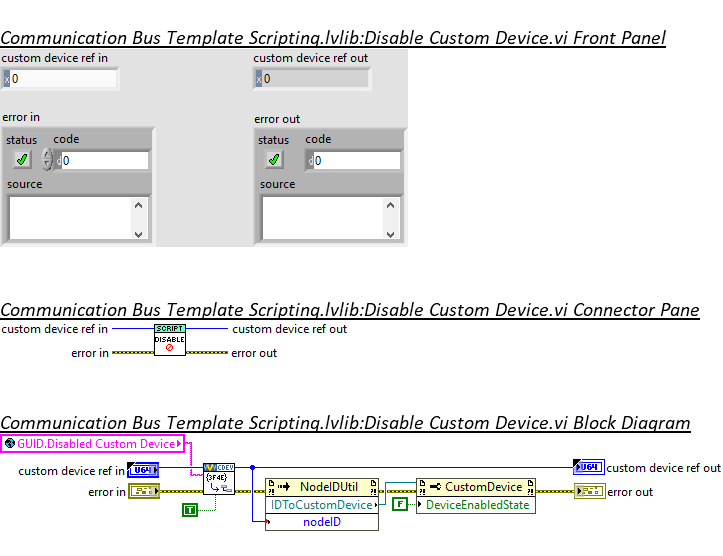 Communication Bus Template Scripting.lvlib:Disable Custom Device.vi Front Panel
custom device ref in
custom device ref out
x 0
x 0
error in
error out
status code
status code
d 0
d 0
source
source
Communication Bus Template Scripting.lvlib:Disable Custom Device.vi Connector Pane
custom device ref in
SCRIPT
custom device ref out
DISABLE
error in
error out
Communication Bus Template Scripting.lvlib:Disable Custom Device.vi Block Diagram
GUID.Disabled Custom Device
custom device ref in
U64
CDEV
U64
custom device ref out
{3F4E}
error in
NodeIDUtil
CustomDevice
error out
T
IDToCustomDevice
F
DeviceEnabledState
nodeID